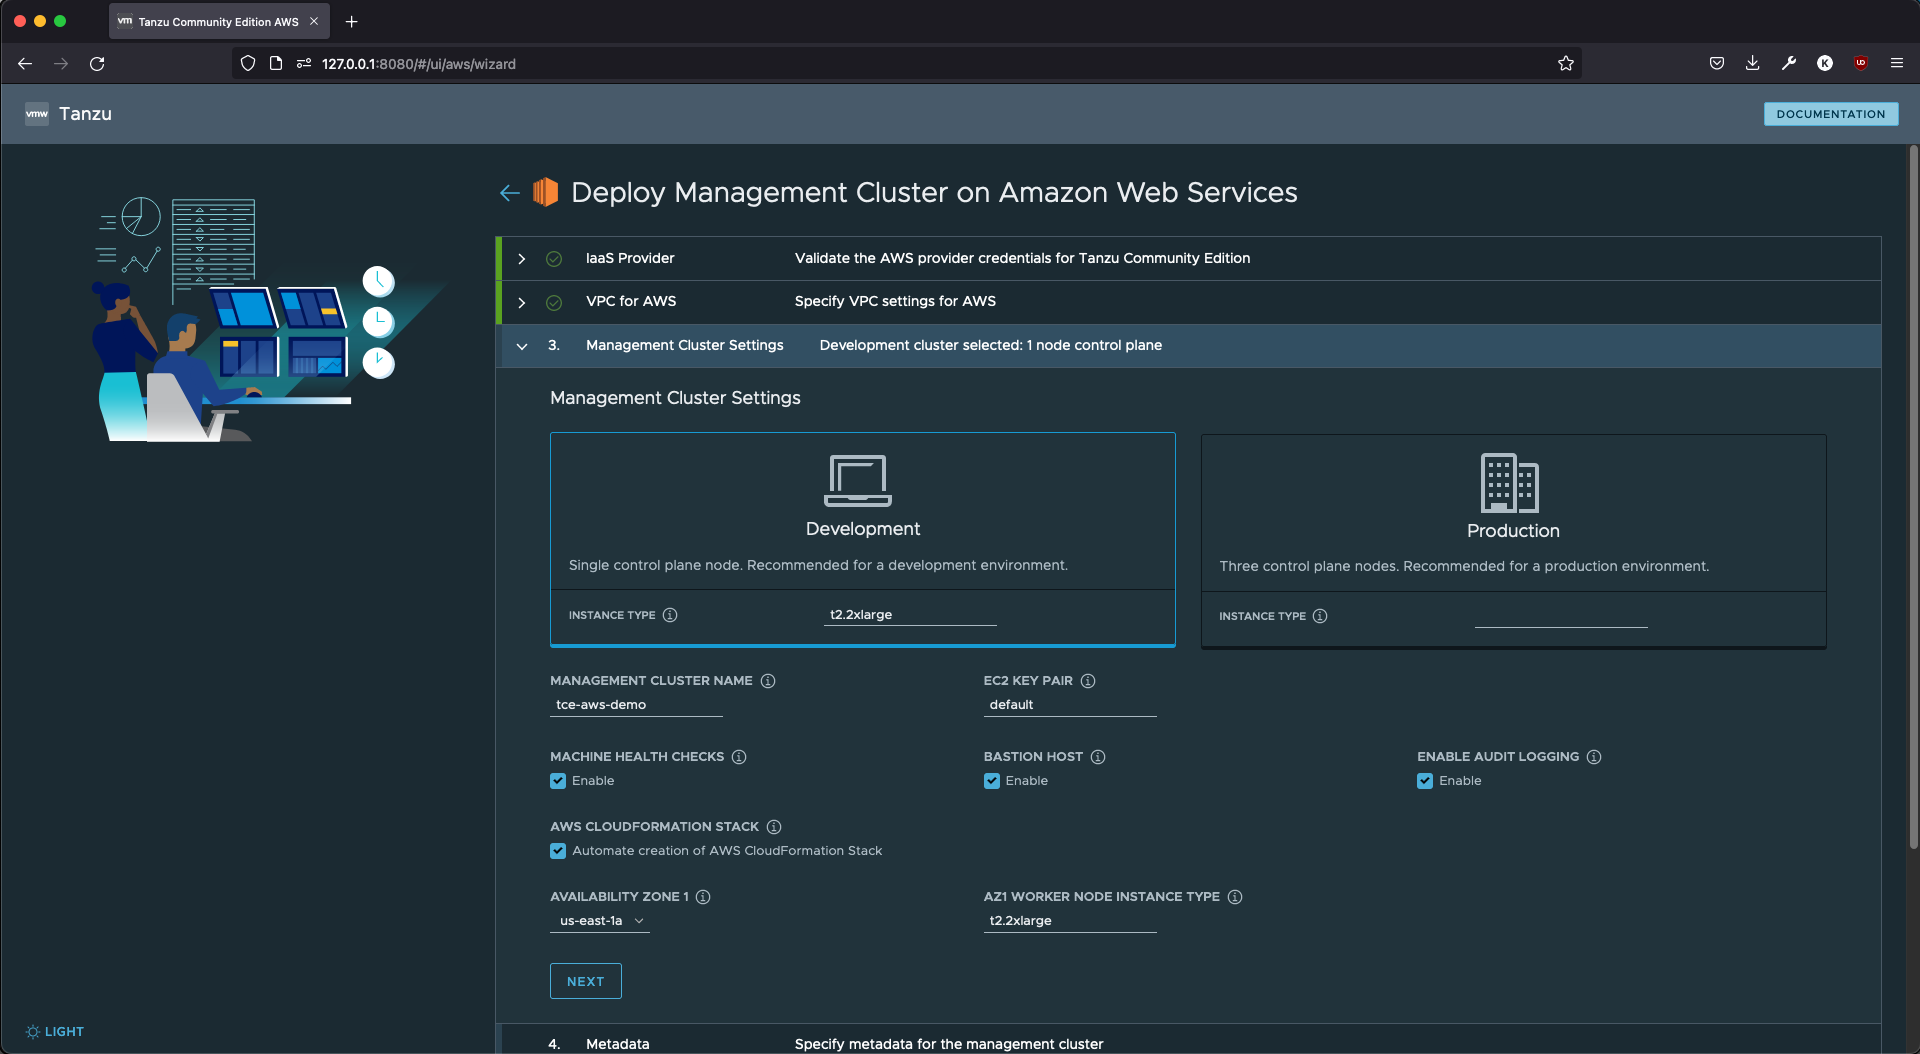 vm Tanzu Community Edition AWS
127.0.0.1:8080/#/ui/aws/wizard
vmw Tanzu
DOCUMENTATION
Deploy Management Cluster on Amazon Web Services
IaaS Provider Validate the AWS provider credentials for Tanzu Community Edition
VPC for AWS Specify VPC settings for AWS
3. Management Cluster Settings Development cluster selected: 1 node control plane
Management Cluster Settings
Development
Single control plane node. Recommended for a development environment.
INSTANCE TYPE t2.2xlarge
Production
Three control plane nodes. Recommended for a production environment.
INSTANCE TYPE
MANAGEMENT CLUSTER NAME
tce-aws-demo
EC2 KEY PAIR
default
MACHINE HEALTH CHECKS
Enable
BASTION HOST
Enable
ENABLE AUDIT LOGGING
Enable
AWS CLOUDFORMATION STACK
Automate creation of AWS CloudFormation Stack
AVAILABILITY ZONE 1
us-east-1a
AZ1 WORKER NODE INSTANCE TYPE
t2.2xlarge
NEXT
LIGHT
4. Metadata Specify metadata for the management cluster